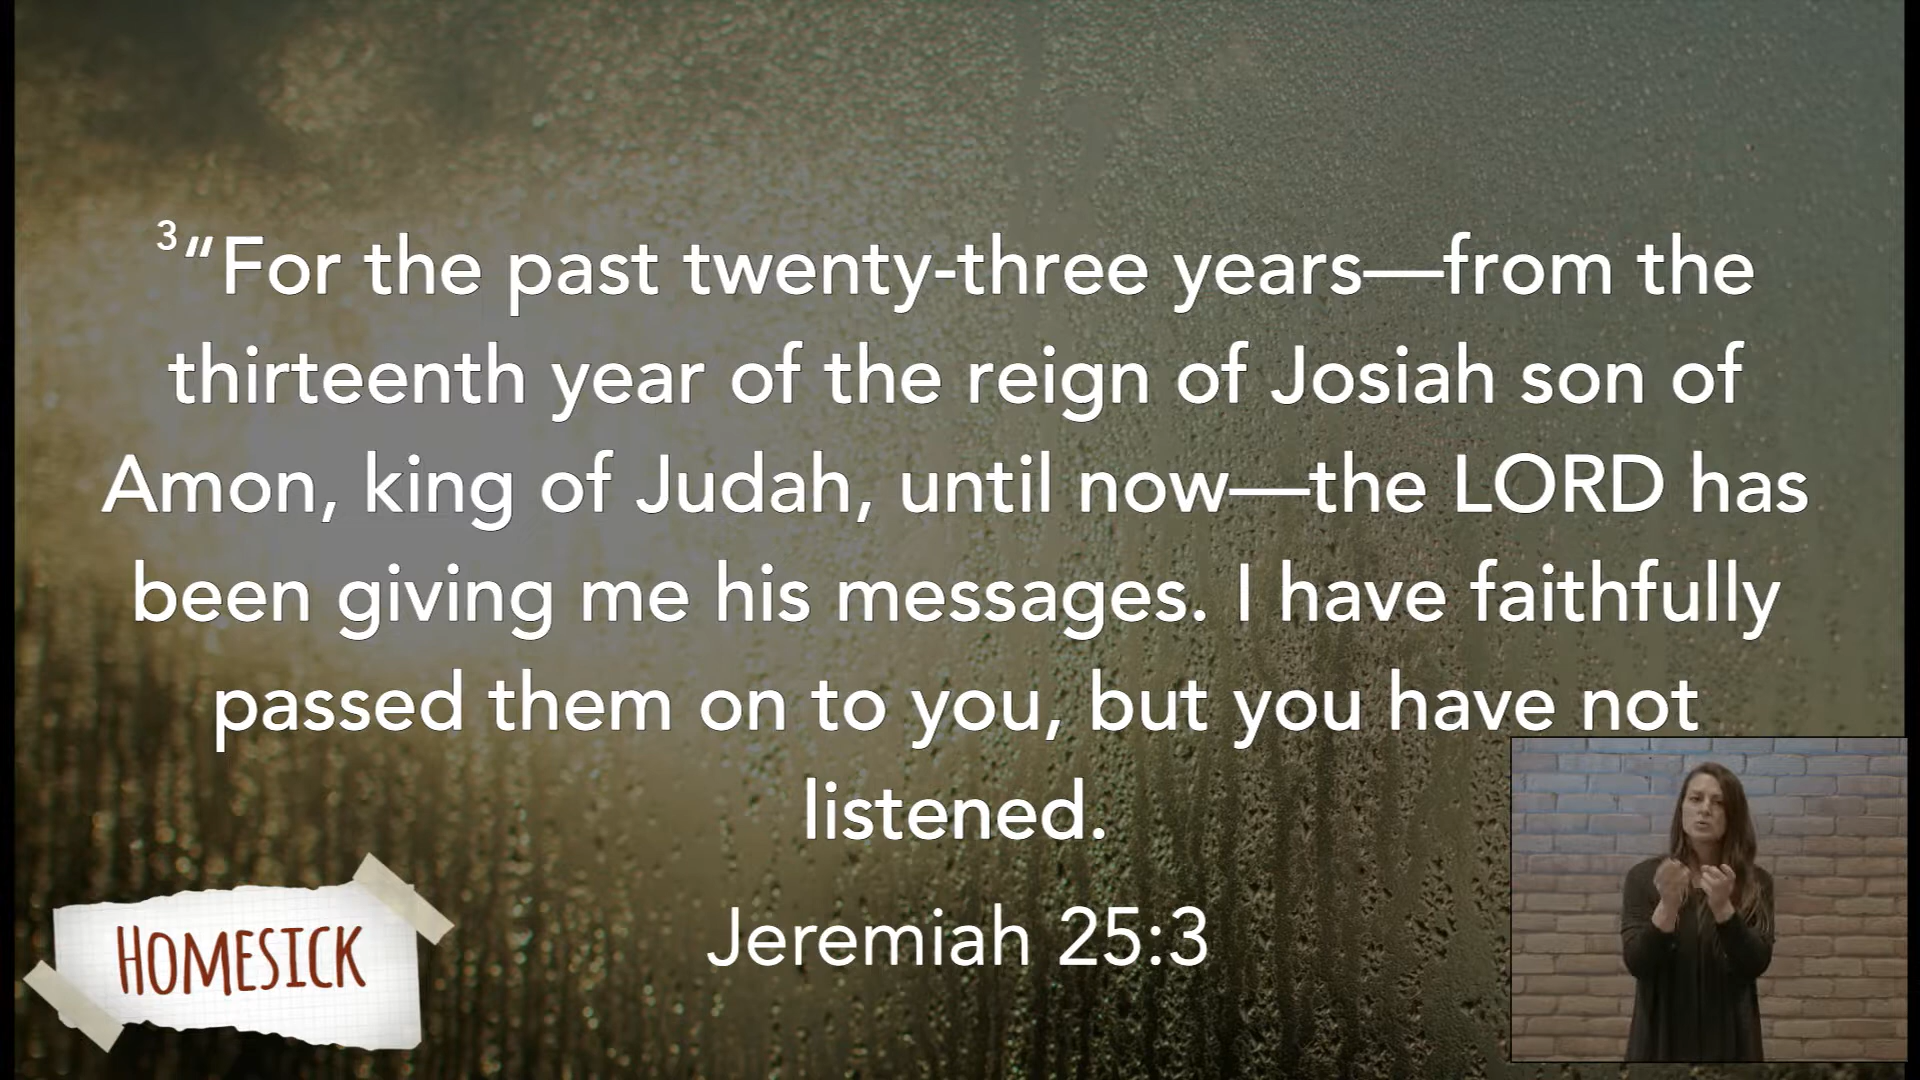 ³“For the past twenty-three years—from the
thirteenth year of the reign of Josiah son of
Amon, king of Judah, until now—the LORD has
been giving me his messages. I have faithfully
passed them on to you, but you have not
listened.
Jeremiah 25:3
HOMESICK